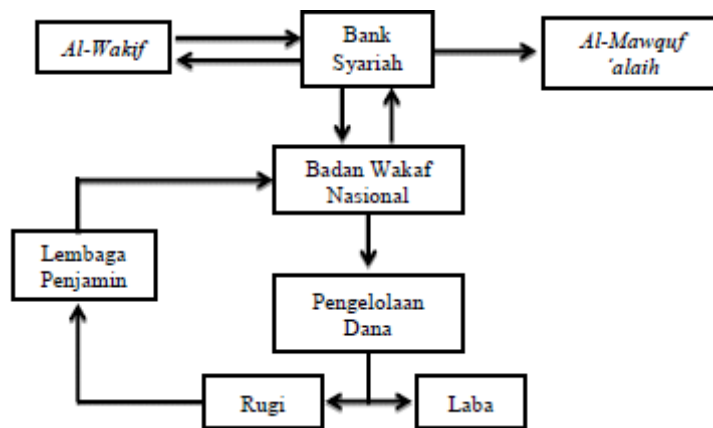 Al-Wakif
Bank
Syariah
Al-Mawquf
'alaih
Badan Wakaf
Nasional
Lembaga
Penjamin
Pengelolaan
Dana
Rugi
Laba